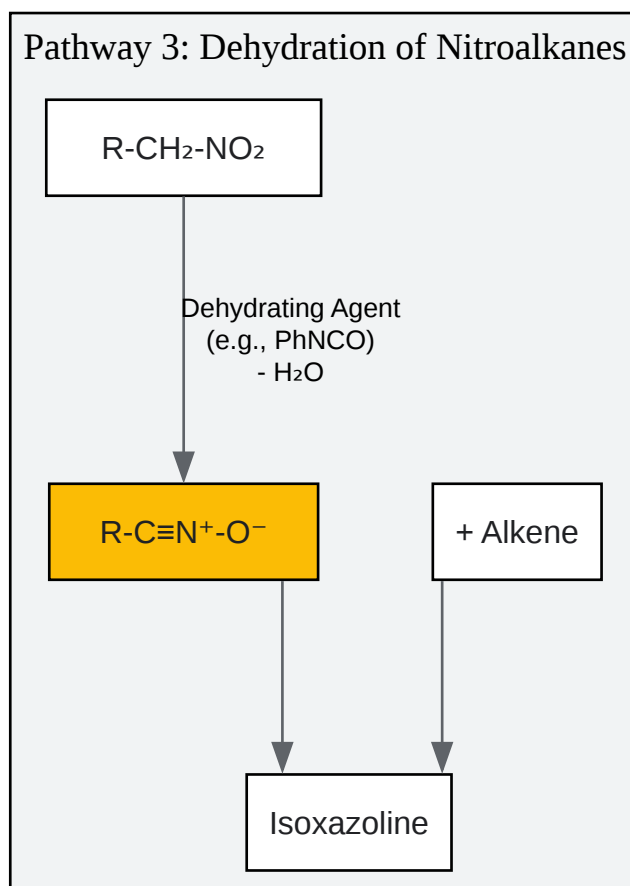 Pathway 3: Dehydration of Nitroalkanes
R-CH₂-NO₂
Dehydrating Agent
(e.g., PhNCO)
- H₂O
R-C≡N⁺-O⁻
+ Alkene
Isoxazoline